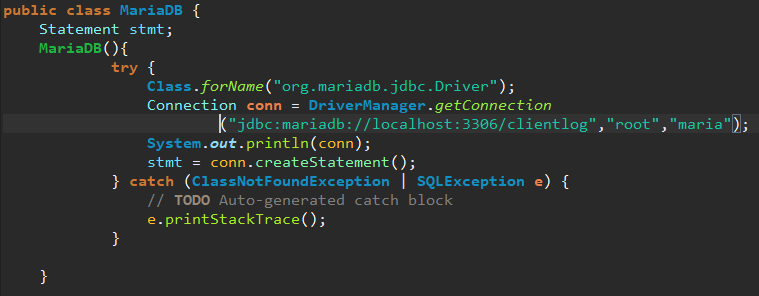 public class MariaDB {
Statement stmt;
MariaDB(){
try {
Class.forName("org.mariadb.jdbc.Driver");
Connection conn = DriverManager.getConnection
("jdbc:mariadb://localhost:3306/clientlog","root","maria");
System.out.println(conn);
stmt = conn.createStatement();
} catch (ClassNotFoundException | SQLException e) {
// TODO Auto-generated catch block
e.printStackTrace();
}
}